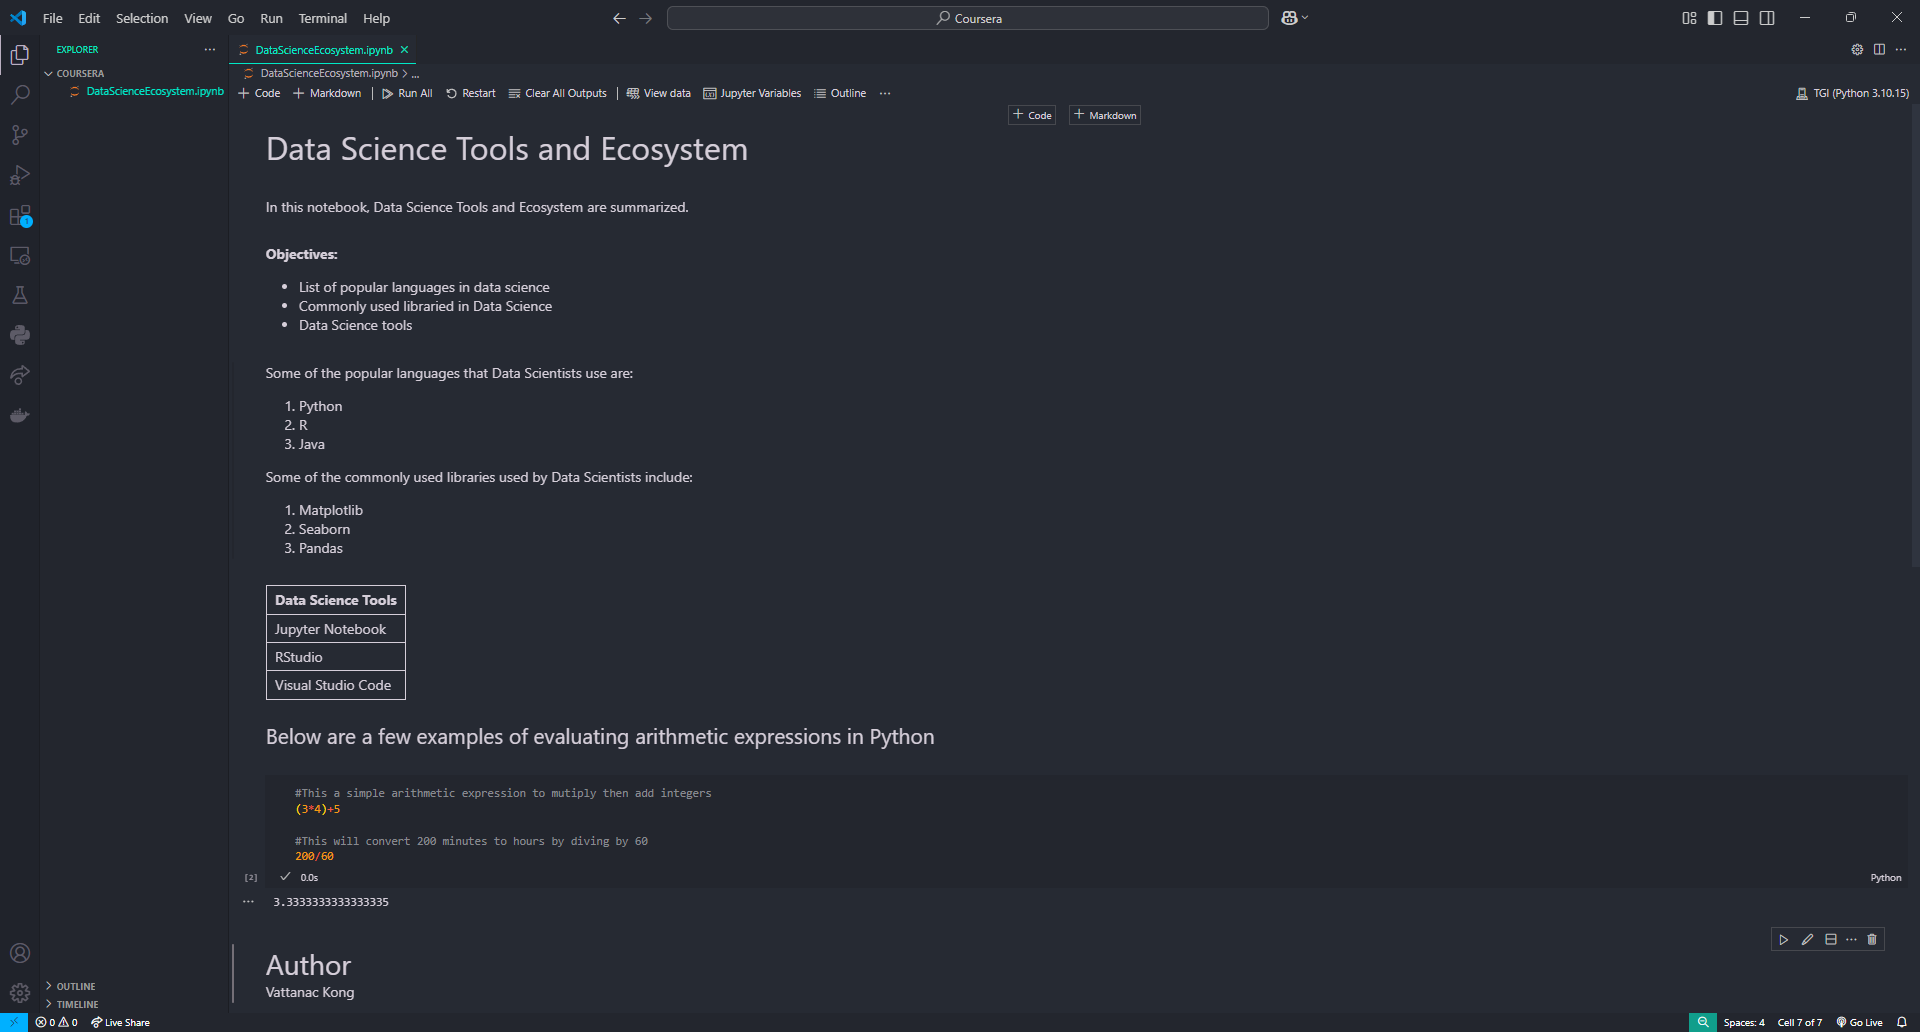 File Edit Selection View Go Run Terminal Help
Coursera
EXPLORER
COURSERA
DataScienceEcosystem.ipynb
DataScienceEcosystem.ipynb
DataScienceEcosystem.ipynb > ...
Code Markdown Run All Restart Clear All Outputs View data Jupyter Variables Outline ...
TGI (Python 3.10.15)
+ Code + Markdown
Data Science Tools and Ecosystem
In this notebook, Data Science Tools and Ecosystem are summarized.
Objectives:
• List of popular languages in data science
• Commonly used libraried in Data Science
• Data Science tools
Some of the popular languages that Data Scientists use are:
1. Python
2. R
3. Java
Some of the commonly used libraries used by Data Scientists include:
1. Matplotlib
2. Seaborn
3. Pandas
Data Science Tools
Jupyter Notebook
RStudio
Visual Studio Code
Below are a few examples of evaluating arithmetic expressions in Python
#This a simple arithmetic expression to mutiply then add integers
(3*4)+5
#This will convert 200 minutes to hours by diving by 60
200/60
[2] 0.0s
Python
3.3333333333333335
Author
Vattanac Kong
OUTLINE
TIMELINE
0 0 Live Share
Spaces: 4 Cell 7 of 7 Go Live